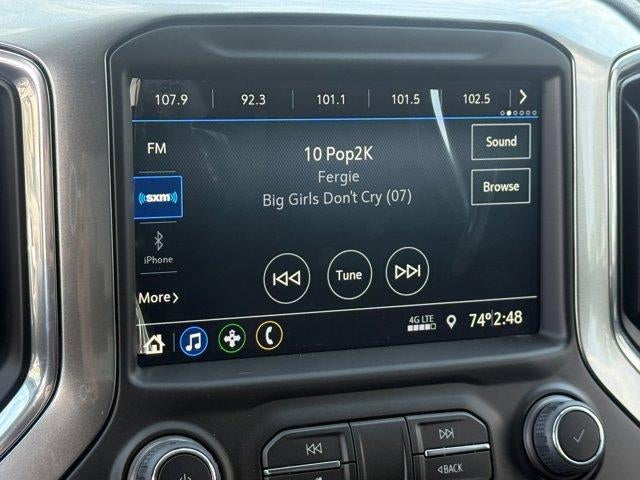 107.9 92.3 101.1 101.5 102.5
FM
10 Pop2K
Sound
Fergie
sxm
Big Girls Don't Cry (07)
Browse
iPhone
Tune
More
4G LTE
74° 2:48
BACK